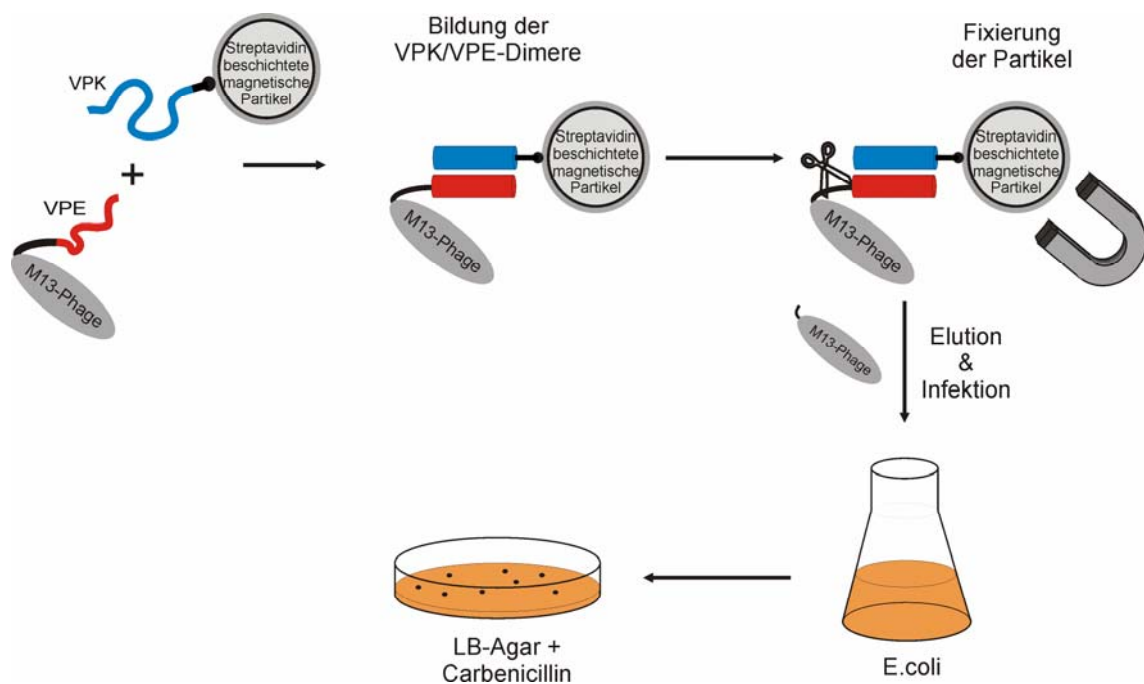 Streptavidin
beschichtete
magnetische
Partikel
VPK
+
VPE
M13-Phage
Bildung der
VPK/VPE-Dimere
Streptavidin
beschichtete
magnetische
Partikel
M13-Phage
Fixierung
der Partikel
Streptavidin
beschichtete
magnetische
Partikel
M13-Phage
M13-Phage
Elution
&
Infektion
E.coli
LB-Agar +
Carbenicillin